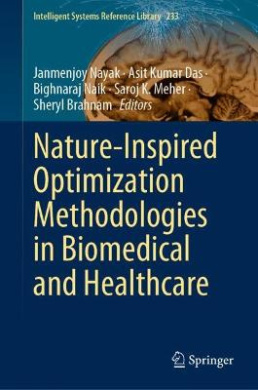 Intelligent Systems Reference Library 233
Janmenjoy Nayak · Asit Kumar Das ·
Bighnaraj Naik · Saroj K. Meher ·
Sheryl Brahnam Editors
Nature-Inspired
Optimization
Methodologies
in Biomedical
and Healthcare
Springer